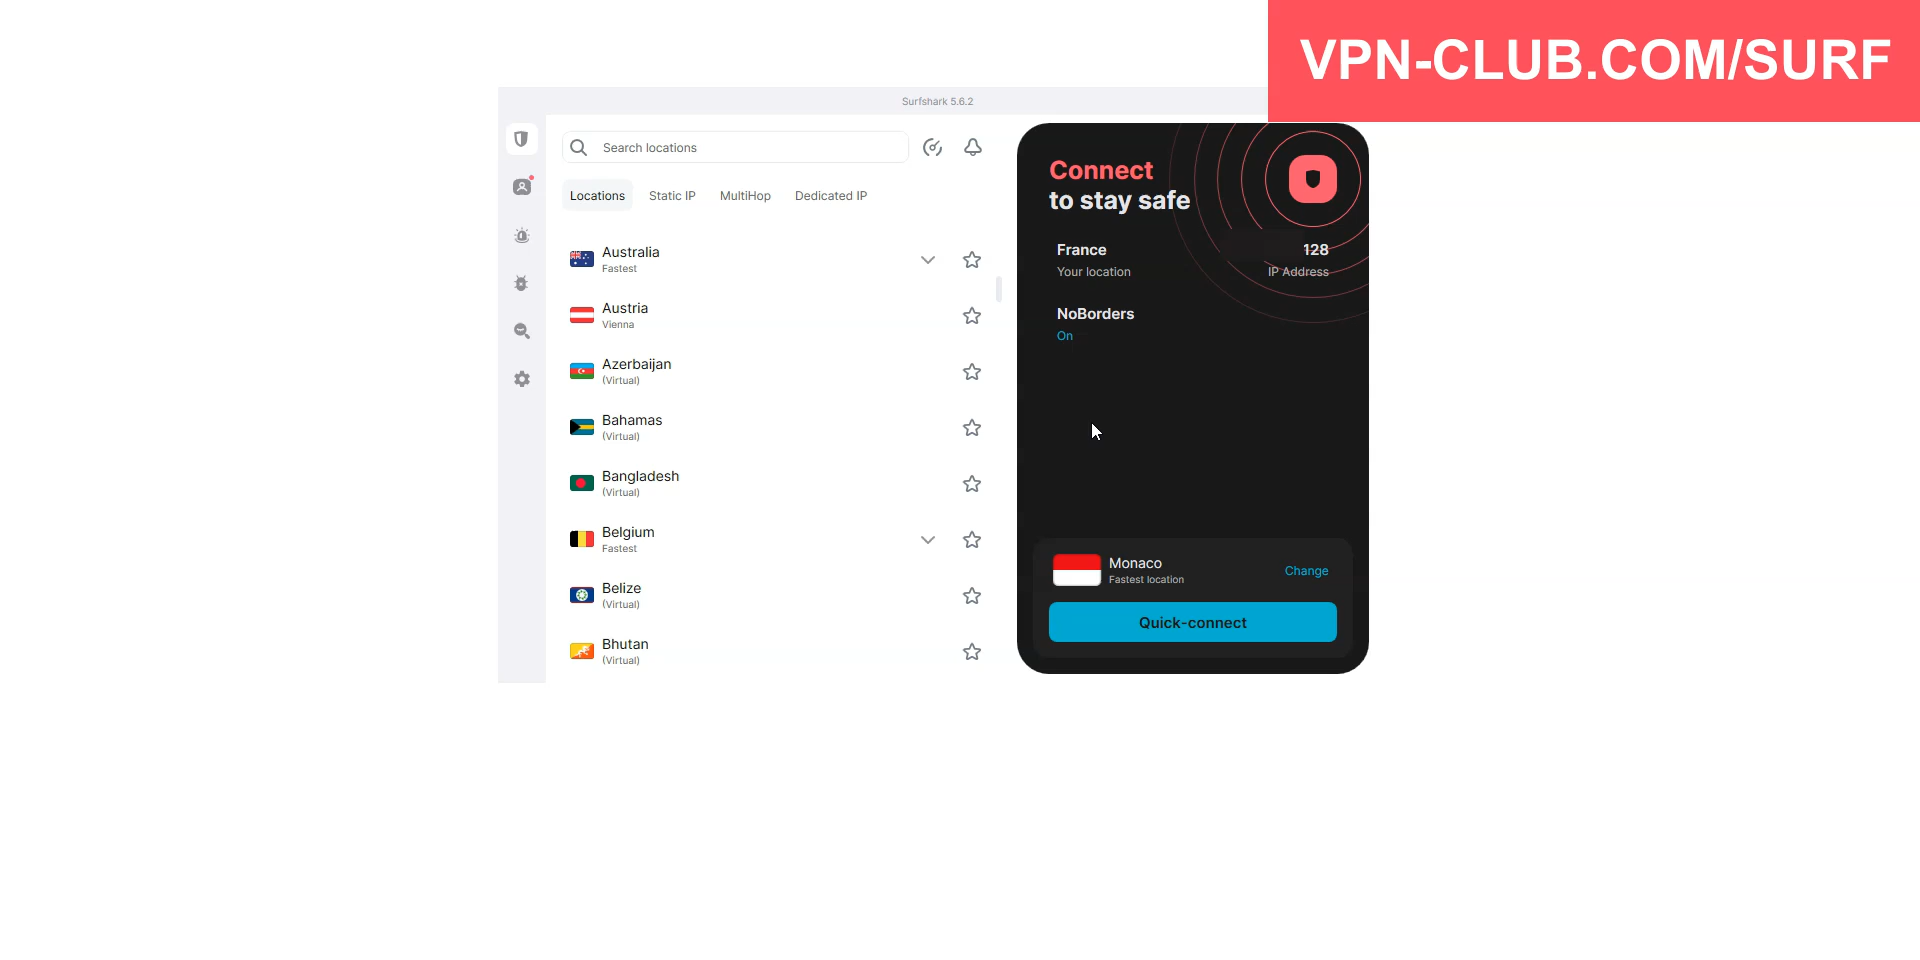 VPN-CLUB.COM/SURF
Surfshark 5.6.2
Search locations
Locations
Static IP
MultiHop
Dedicated IP
Australia
Fastest
Austria
Vienna
Azerbaijan
(Virtual)
Bahamas
(Virtual)
Bangladesh
(Virtual)
Belgium
Fastest
Belize
(Virtual)
Bhutan
(Virtual)
Connect
to stay safe
France
128
Your location
IP Address
NoBorders
On
Monaco
Fastest location
Change
Quick-connect